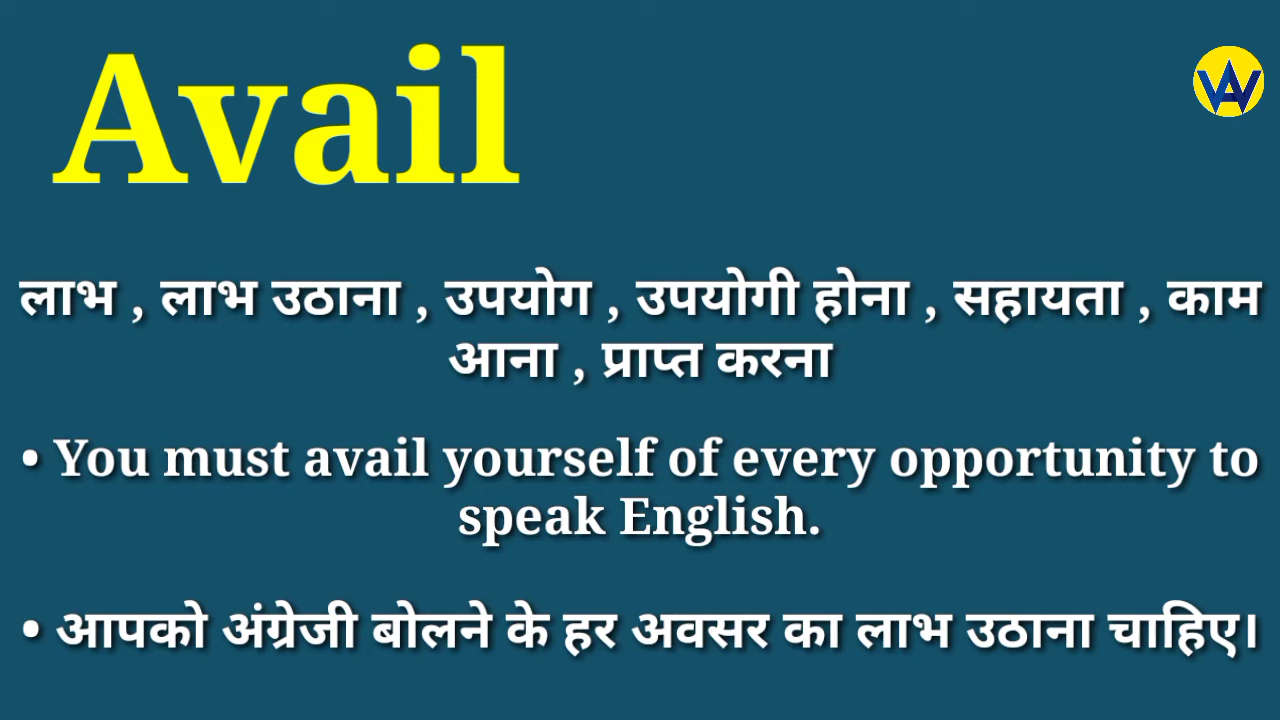 Avail
लाभ , लाभ उठाना , उपयोग , उपयोगी होना , सहायता , काम
आना , प्राप्त करना
• You must avail yourself of every opportunity to
speak English.
• आपको अंग्रेजी बोलने के हर अवसर का लाभ उठाना चाहिए।